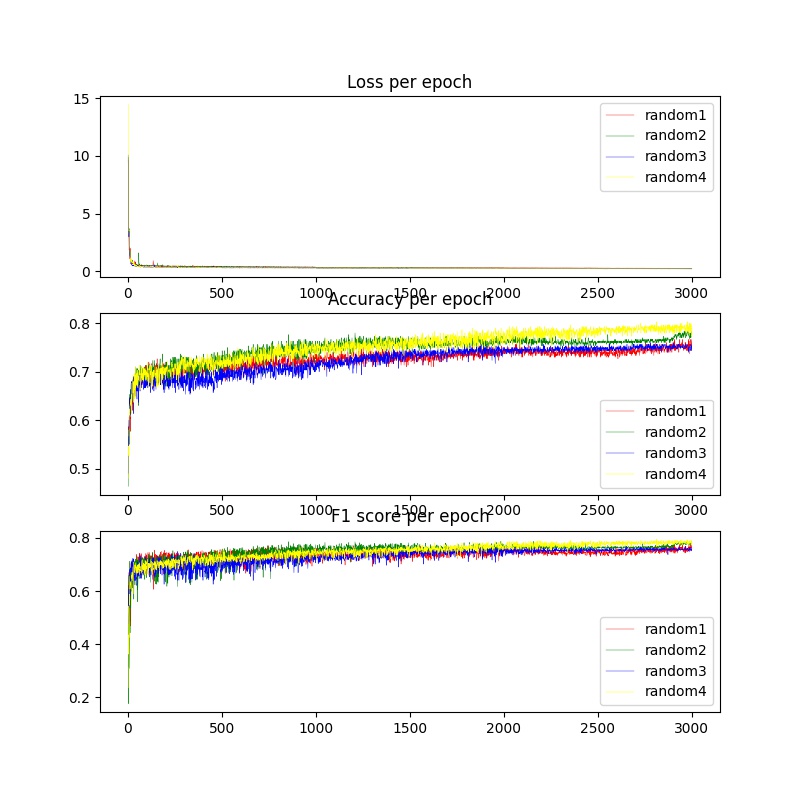 Loss per epoch
15
10
5
0
random1
random2
random3
random4
0 500 1000 1500 2000 2500 3000
Accuracy per epoch
0.8
0.7
0.6
0.5
random1
random2
random3
random4
0 500 1000 1500 2000 2500 3000
F1 score per epoch
0.8
0.6
0.4
0.2
random1
random2
random3
random4
0 500 1000 1500 2000 2500 3000